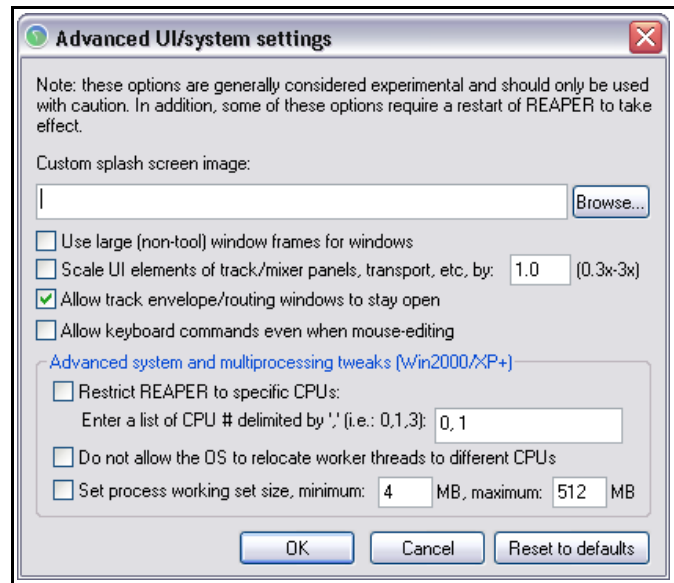 Advanced UI/system settings
Note: these options are generally considered experimental and should only be used
with caution. In addition, some of these options require a restart of REAPER to take
effect.
Custom splash screen image:
Browse...
Use large (non-tool) window frames for windows
Scale UI elements of track/mixer panels, transport, etc, by: 1.0 (0.3x-3x)
Allow track envelope/routing windows to stay open
Allow keyboard commands even when mouse-editing
Advanced system and multiprocessing tweaks (Win2000/XP+)
Restrict REAPER to specific CPUs:
Enter a list of CPU # delimited by ',' (i.e.: 0,1,3): 0, 1
Do not allow the OS to relocate worker threads to different CPUs
Set process working set size, minimum: 4 MB, maximum: 512 MB
OK Cancel Reset to defaults